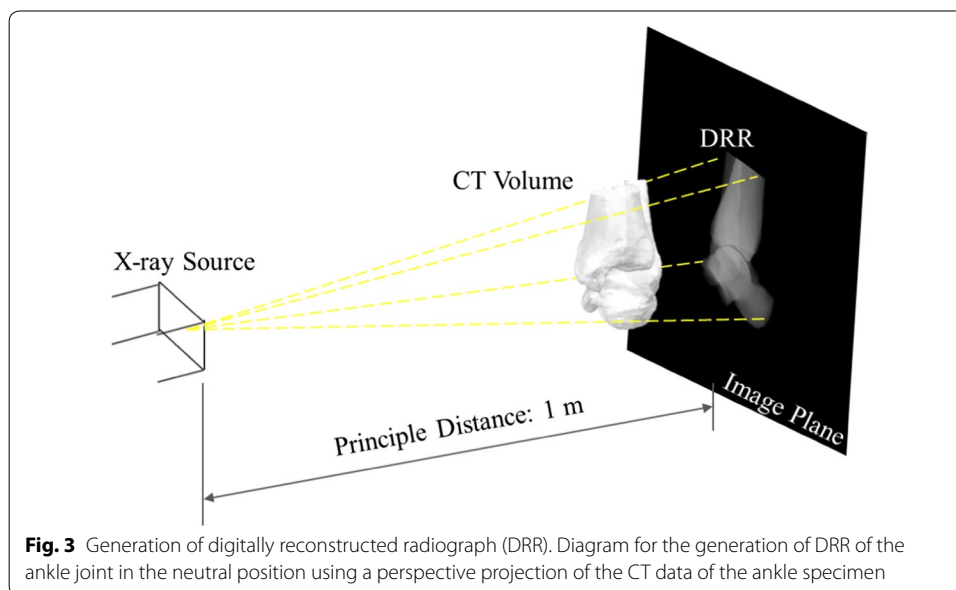 DRR
CT Volume
X-ray Source
Image Plane
Principle Distance: 1 m
Fig. 3 Generation of digitally reconstructed radiograph (DRR). Diagram for the generation of DRR of the
ankle joint in the neutral position using a perspective projection of the CT data of the ankle specimen